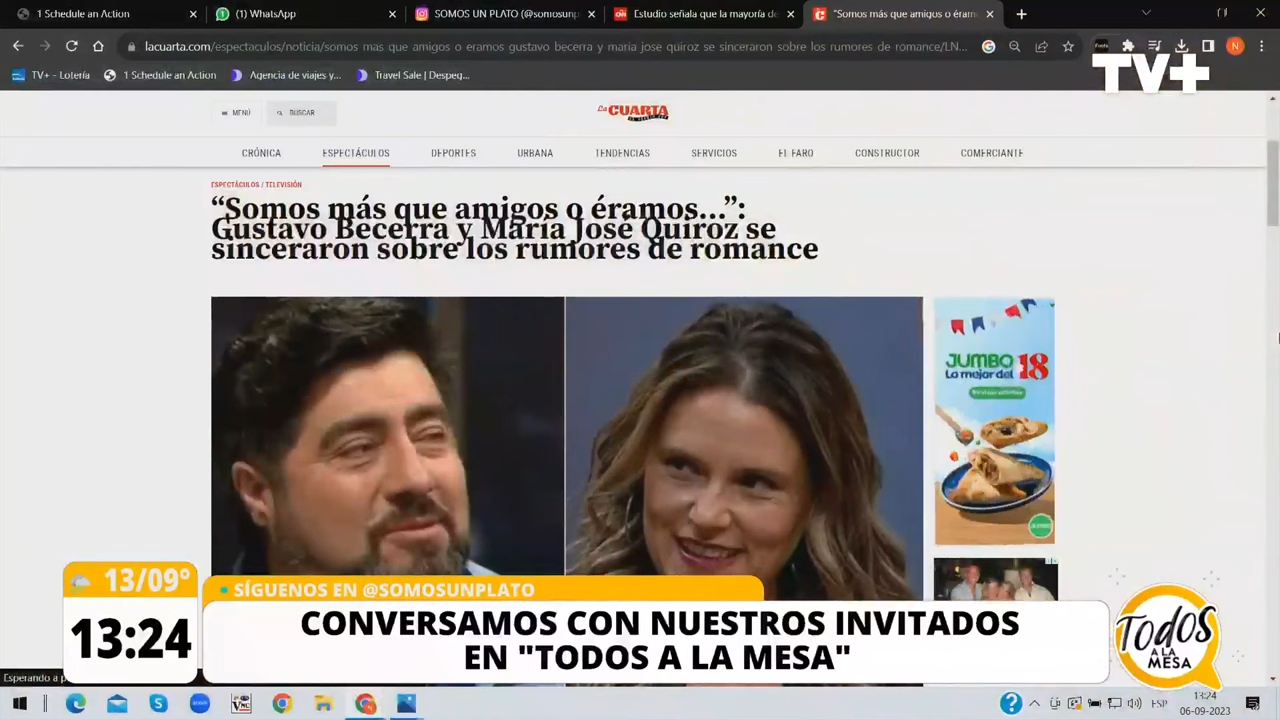 1 Schedule an Action
(1) WhatsApp
SOMOS UN PLATO (@somosunp
Estudio señala que la mayoría de
"Somos más que amigos o éram
lacuarta.com/espectaculos/noticia/somos mas que amigos o eramos gustavo becerra y maria jose quiroz se sinceraron sobre los rumores de romance/LN...
N
TV+ - Lotería
1 Schedule an Action
Agencia de viajes y...
Travel Sale | Despeg...
TV+
MENÚ
BUSCAR
La CUARTA
CRÓNICA
ESPECTÁCULOS
DEPORTES
URBANA
TENDENCIAS
SERVICIOS
EL FARO
CONSTRUCTOR
COMERCIANTE
ESPECTÁCULOS / TELEVISIÓN
“Somos más que amigos o éramos...”:
Gustavo Becerra y María José Quiroz se
sinceraron sobre los rumores de romance
JUMBO
Lo mejor del 18
13/09°
13:24
SÍGUENOS EN @SOMOSUNPLATO
CONVERSAMOS CON NUESTROS INVITADOS
EN "TODOS A LA MESA"
Todos
A LA
MESA
Esperando a p
ESP
13:24
06-09-2023